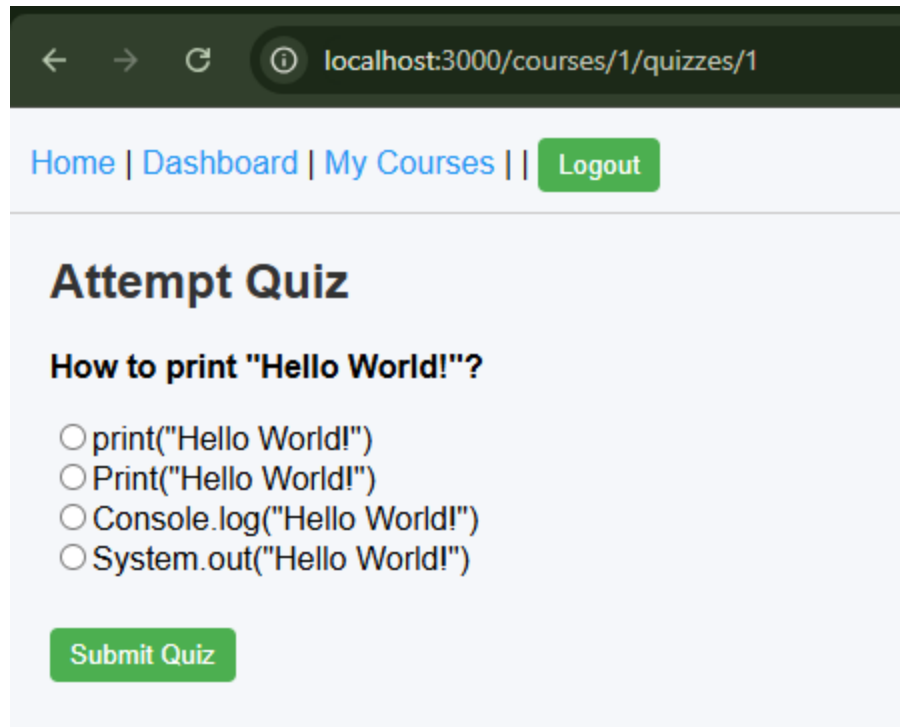 localhost:3000/courses/1/quizzes/1
Home | Dashboard | My Courses | | Logout
Attempt Quiz
How to print "Hello World!"?
print("Hello World!")
Print("Hello World!")
Console.log("Hello World!")
System.out("Hello World!")
Submit Quiz